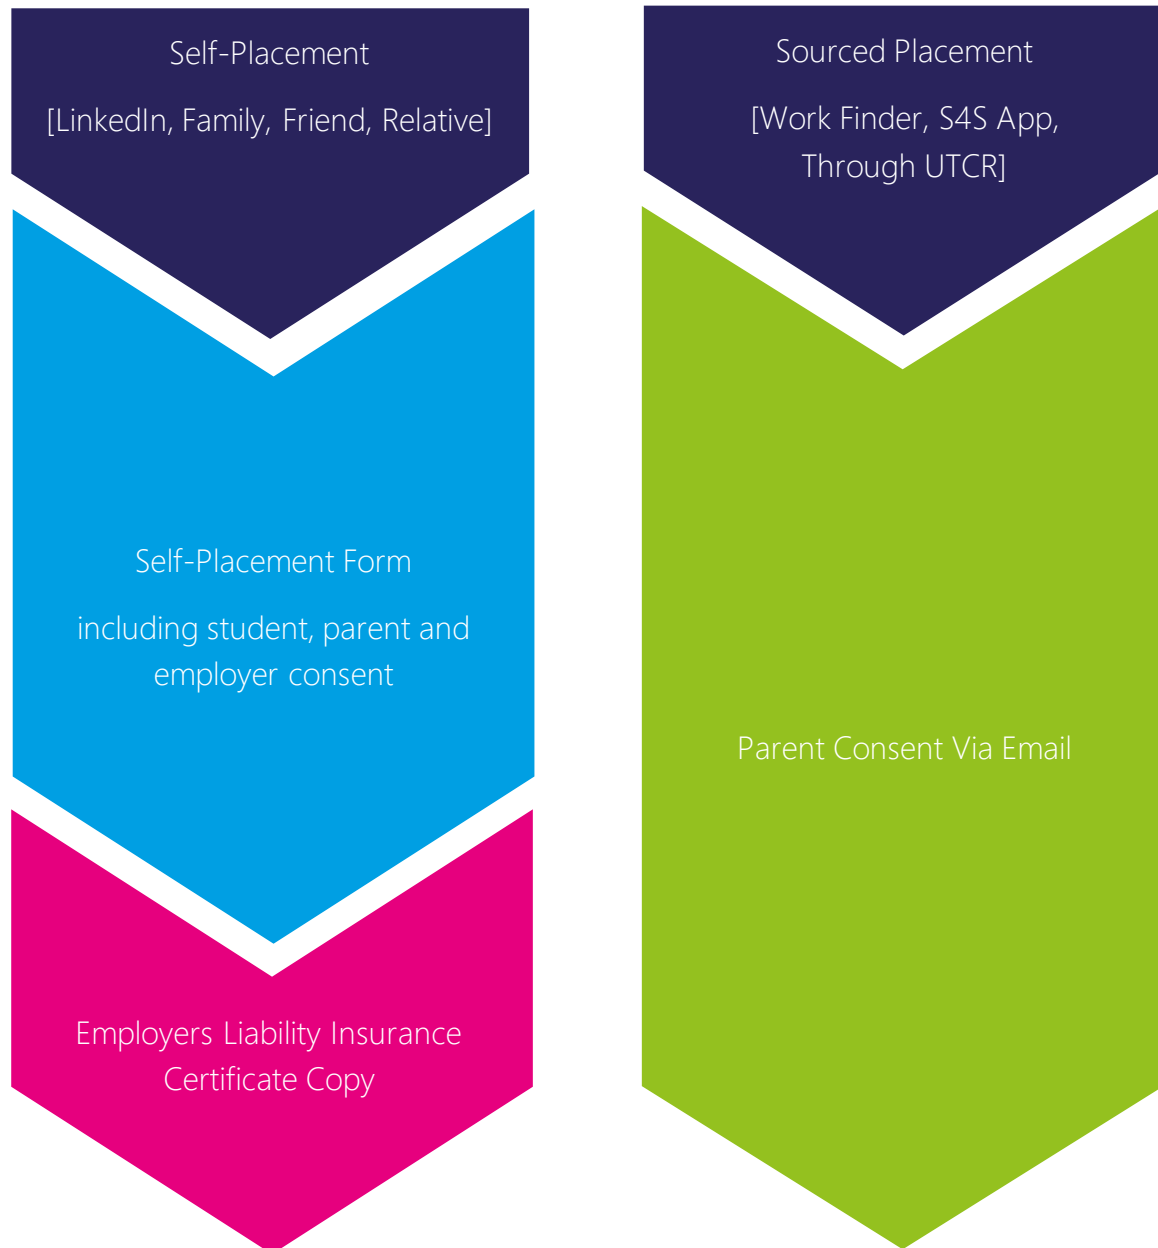 Self-Placement
[LinkedIn, Family, Friend, Relative]
Self-Placement Form
including student, parent and
employer consent
Employers Liability Insurance
Certificate Copy
Sourced Placement
[Work Finder, S4S App,
Through UTCR]
Parent Consent Via Email